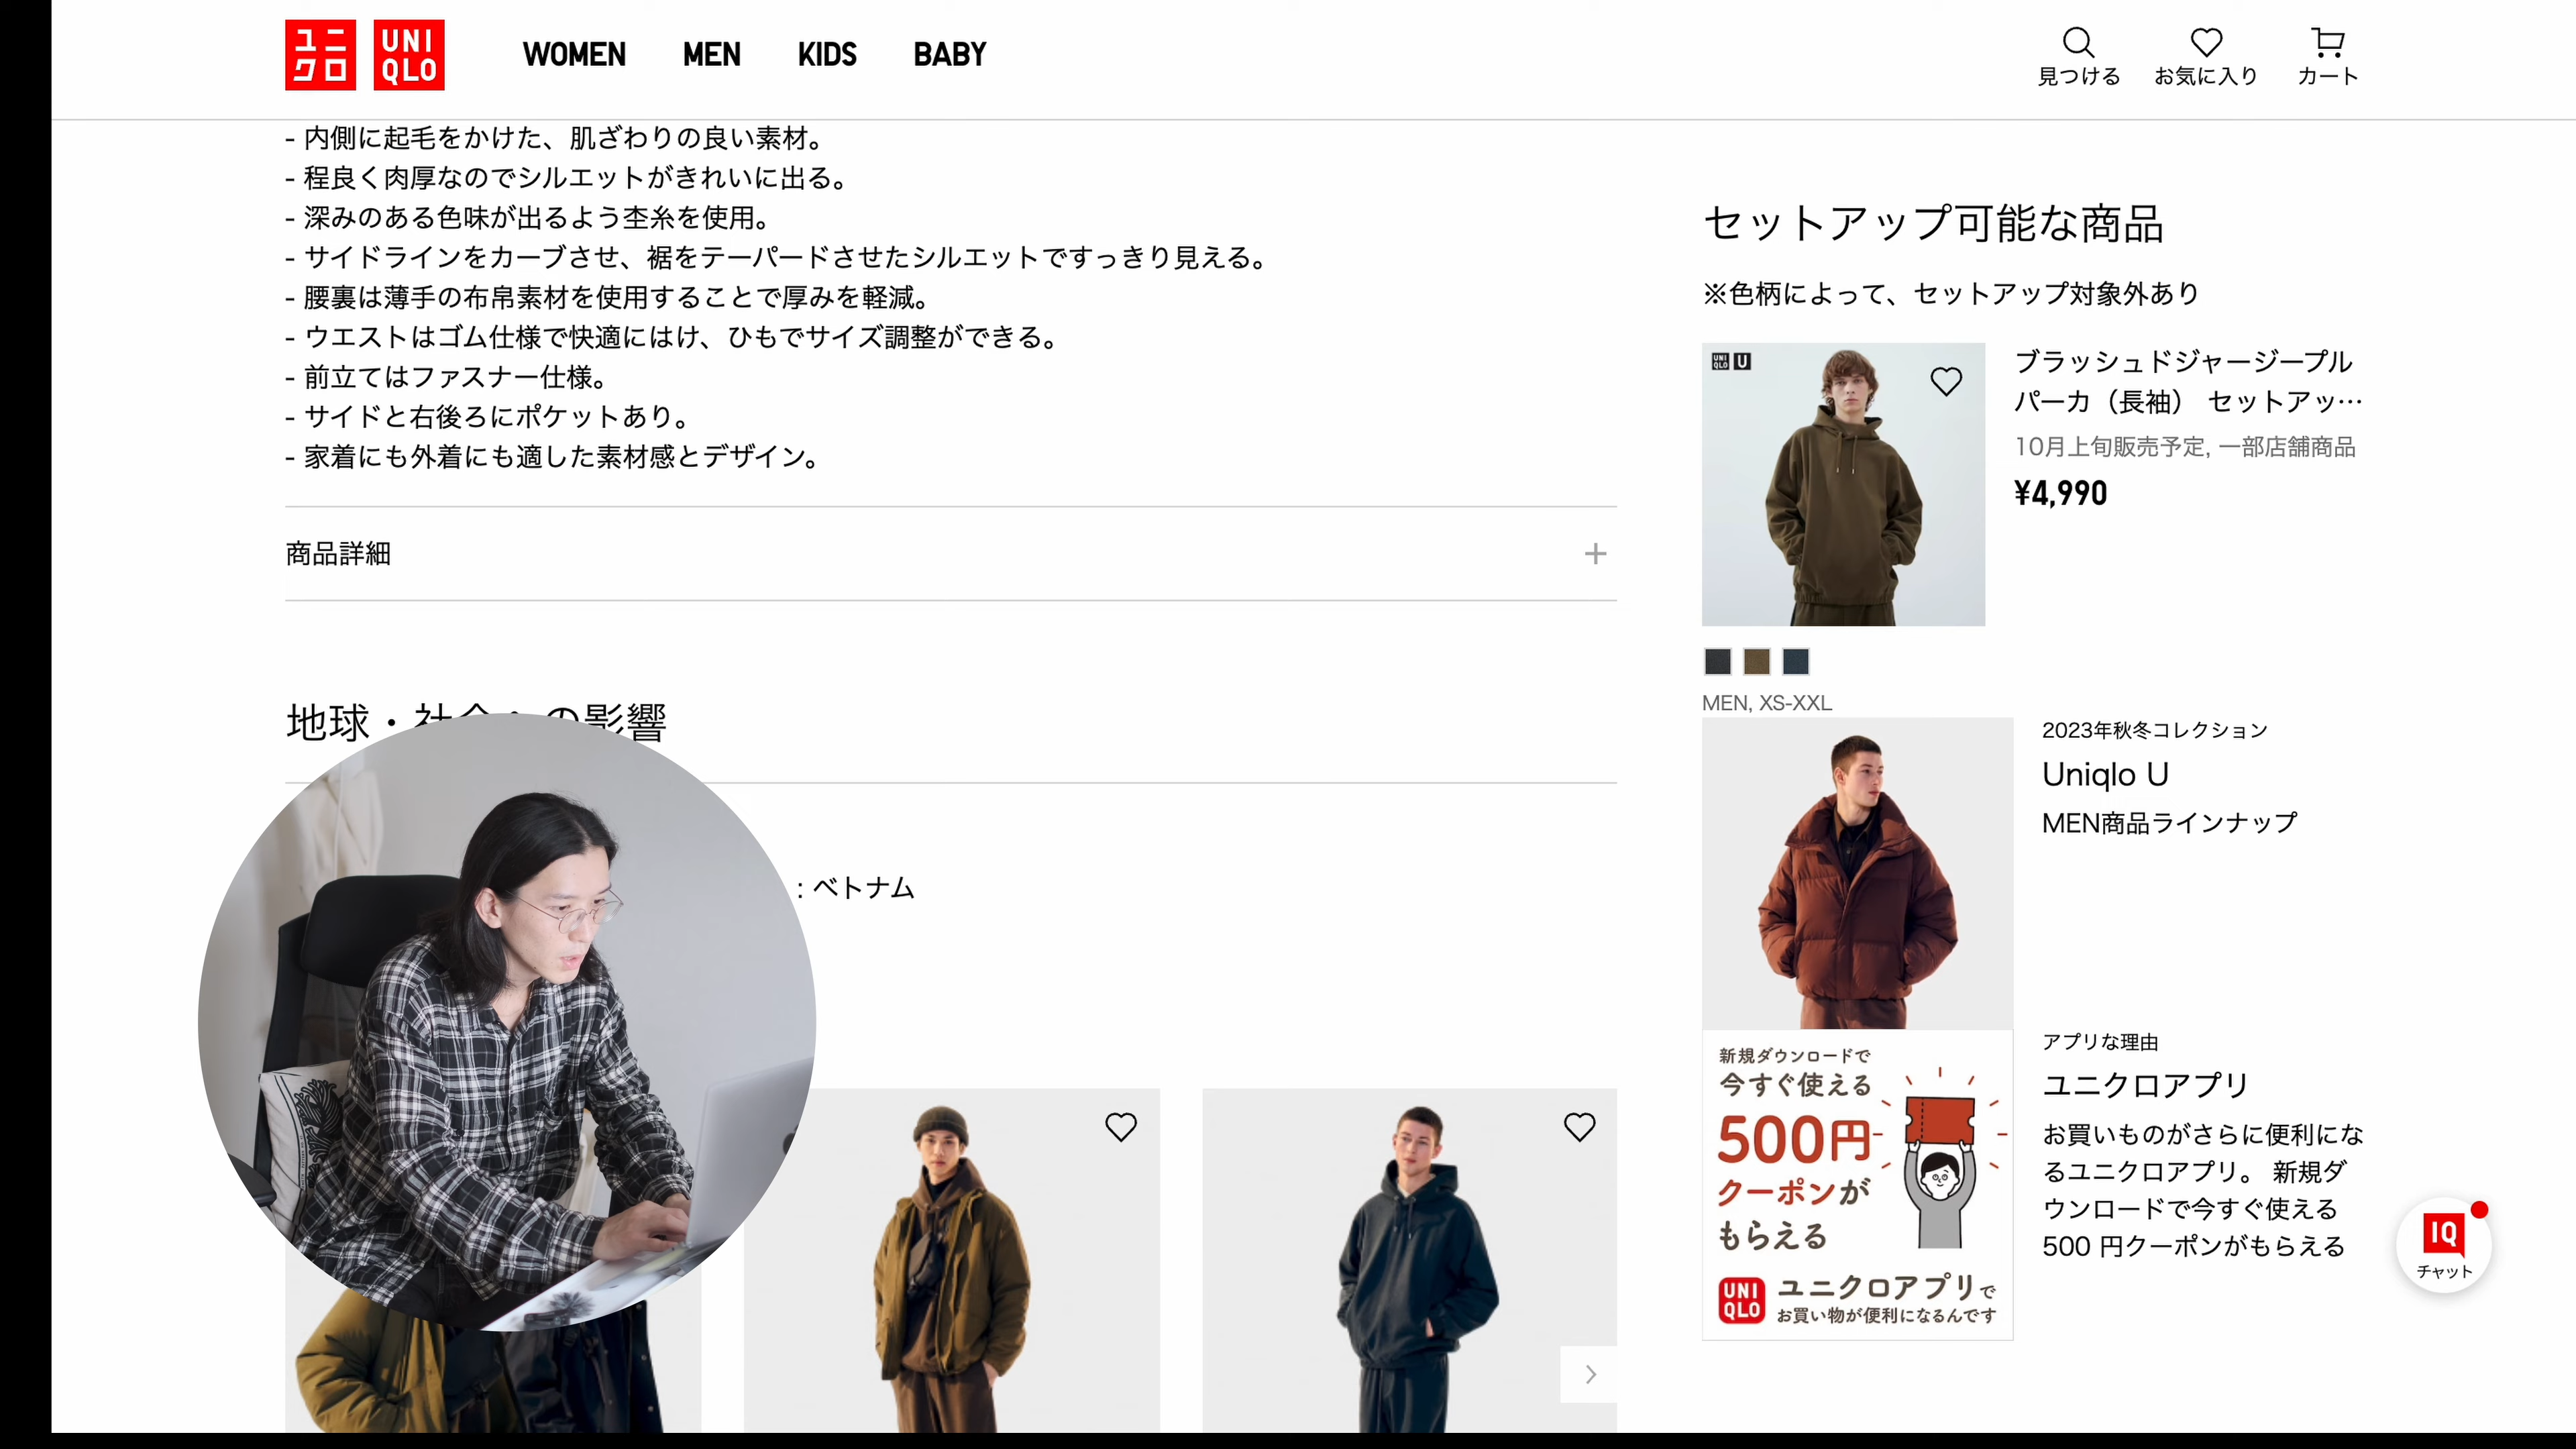 ユニ
クロ
UNI
QLO
WOMEN
MEN
KIDS
BABY
見つける
お気に入り
カート
- 内側に起毛をかけた、肌ざわりの良い素材。
- 程良く肉厚なのでシルエットがきれいに出る。
- 深みのある色味が出るよう杢糸を使用。
- サイドラインをカーブさせ、裾をテーパードさせたシルエットですっきり見える。
- 腰裏は薄手の布帛素材を使用することで厚みを軽減。
- ウエストはゴム仕様で快適にはけ、ひもでサイズ調整ができる。
- 前立てはファスナー仕様。
- サイドと右後ろにポケットあり。
- 家着にも外着にも適した素材感とデザイン。
商品詳細
地球・社会への影響
: ベトナム
セットアップ可能な商品
※色柄によって、セットアップ対象外あり
UNI
QLO
U
ブラッシュドジャージープル
パーカ（長袖） セットアッ…
10月上旬販売予定, 一部店舗商品
¥4,990
MEN, XS-XXL
2023年秋冬コレクション
Uniqlo U
MEN商品ラインナップ
新規ダウンロードで
今すぐ使える
500円
クーポンが
もらえる
UNI
QLO
ユニクロアプリで
お買い物が便利になるんです
アプリな理由
ユニクロアプリ
お買いものがさらに便利にな
るユニクロアプリ。 新規ダ
ウンロードで今すぐ使える
500 円クーポンがもらえる
IQ
チャット